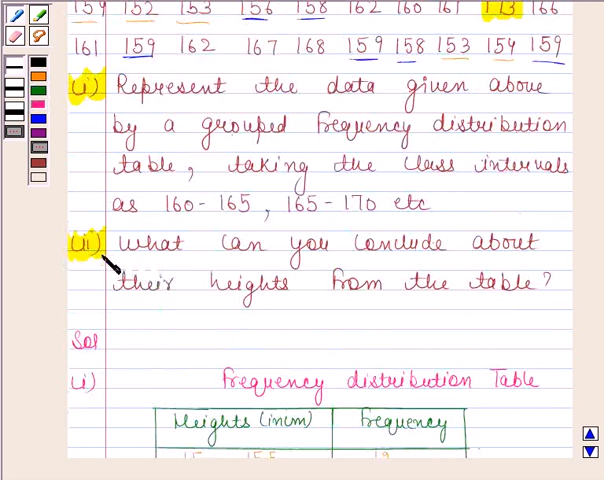 154 152 153 156 158 162 160 161 173 166
161 159 162 167 168 159 158 153 154 159
(i) Represent the data given above
by a grouped frequency distribution
table, taking the class intervals
as 160-165, 165-170 etc
(ii) What can you conclude about
their heights from the table?
Sol
(i) Frequency distribution Table
Heights (in cm) Frequency